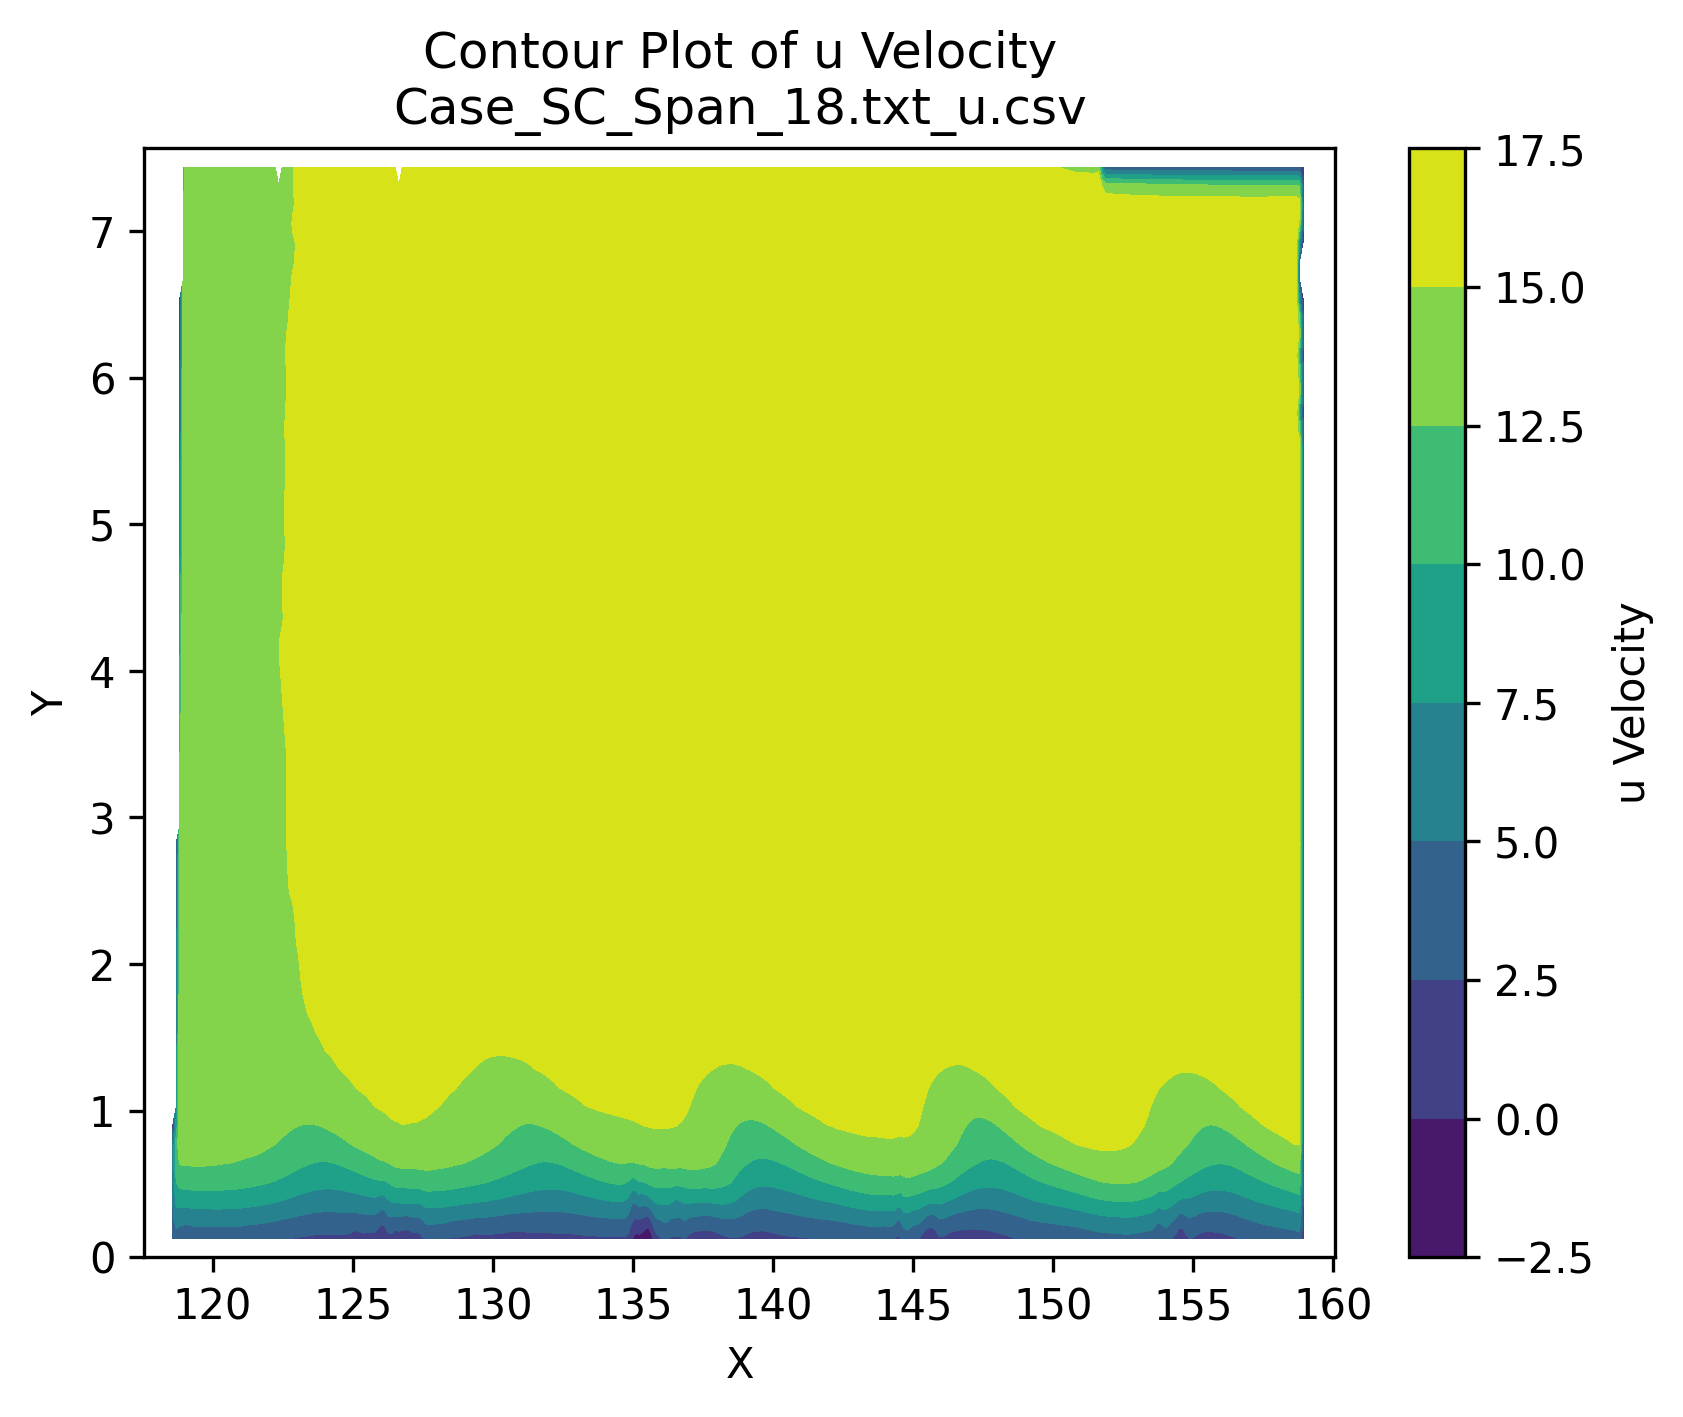 Contour Plot of u Velocity
Case_SC_Span_18.txt_u.csv
7
6
5
4
3
2
1
0
Y
120 125 130 135 140 145 150 155 160
X
17.5
15.0
12.5
10.0
7.5
5.0
2.5
0.0
−2.5
u Velocity